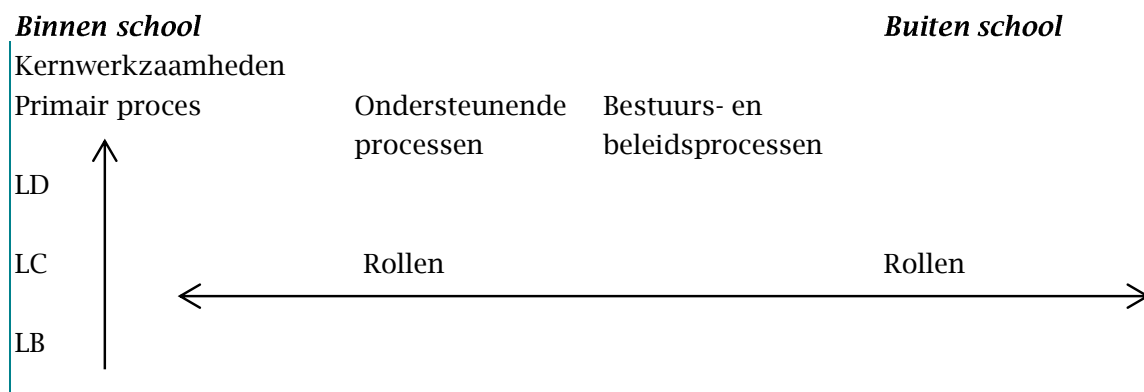 Binnen school Buiten school
Kernwerkzaamheden
Primair proces Ondersteunende Bestuurs- en
processen beleidsprocessen
LD
LC Rollen Rollen
LB